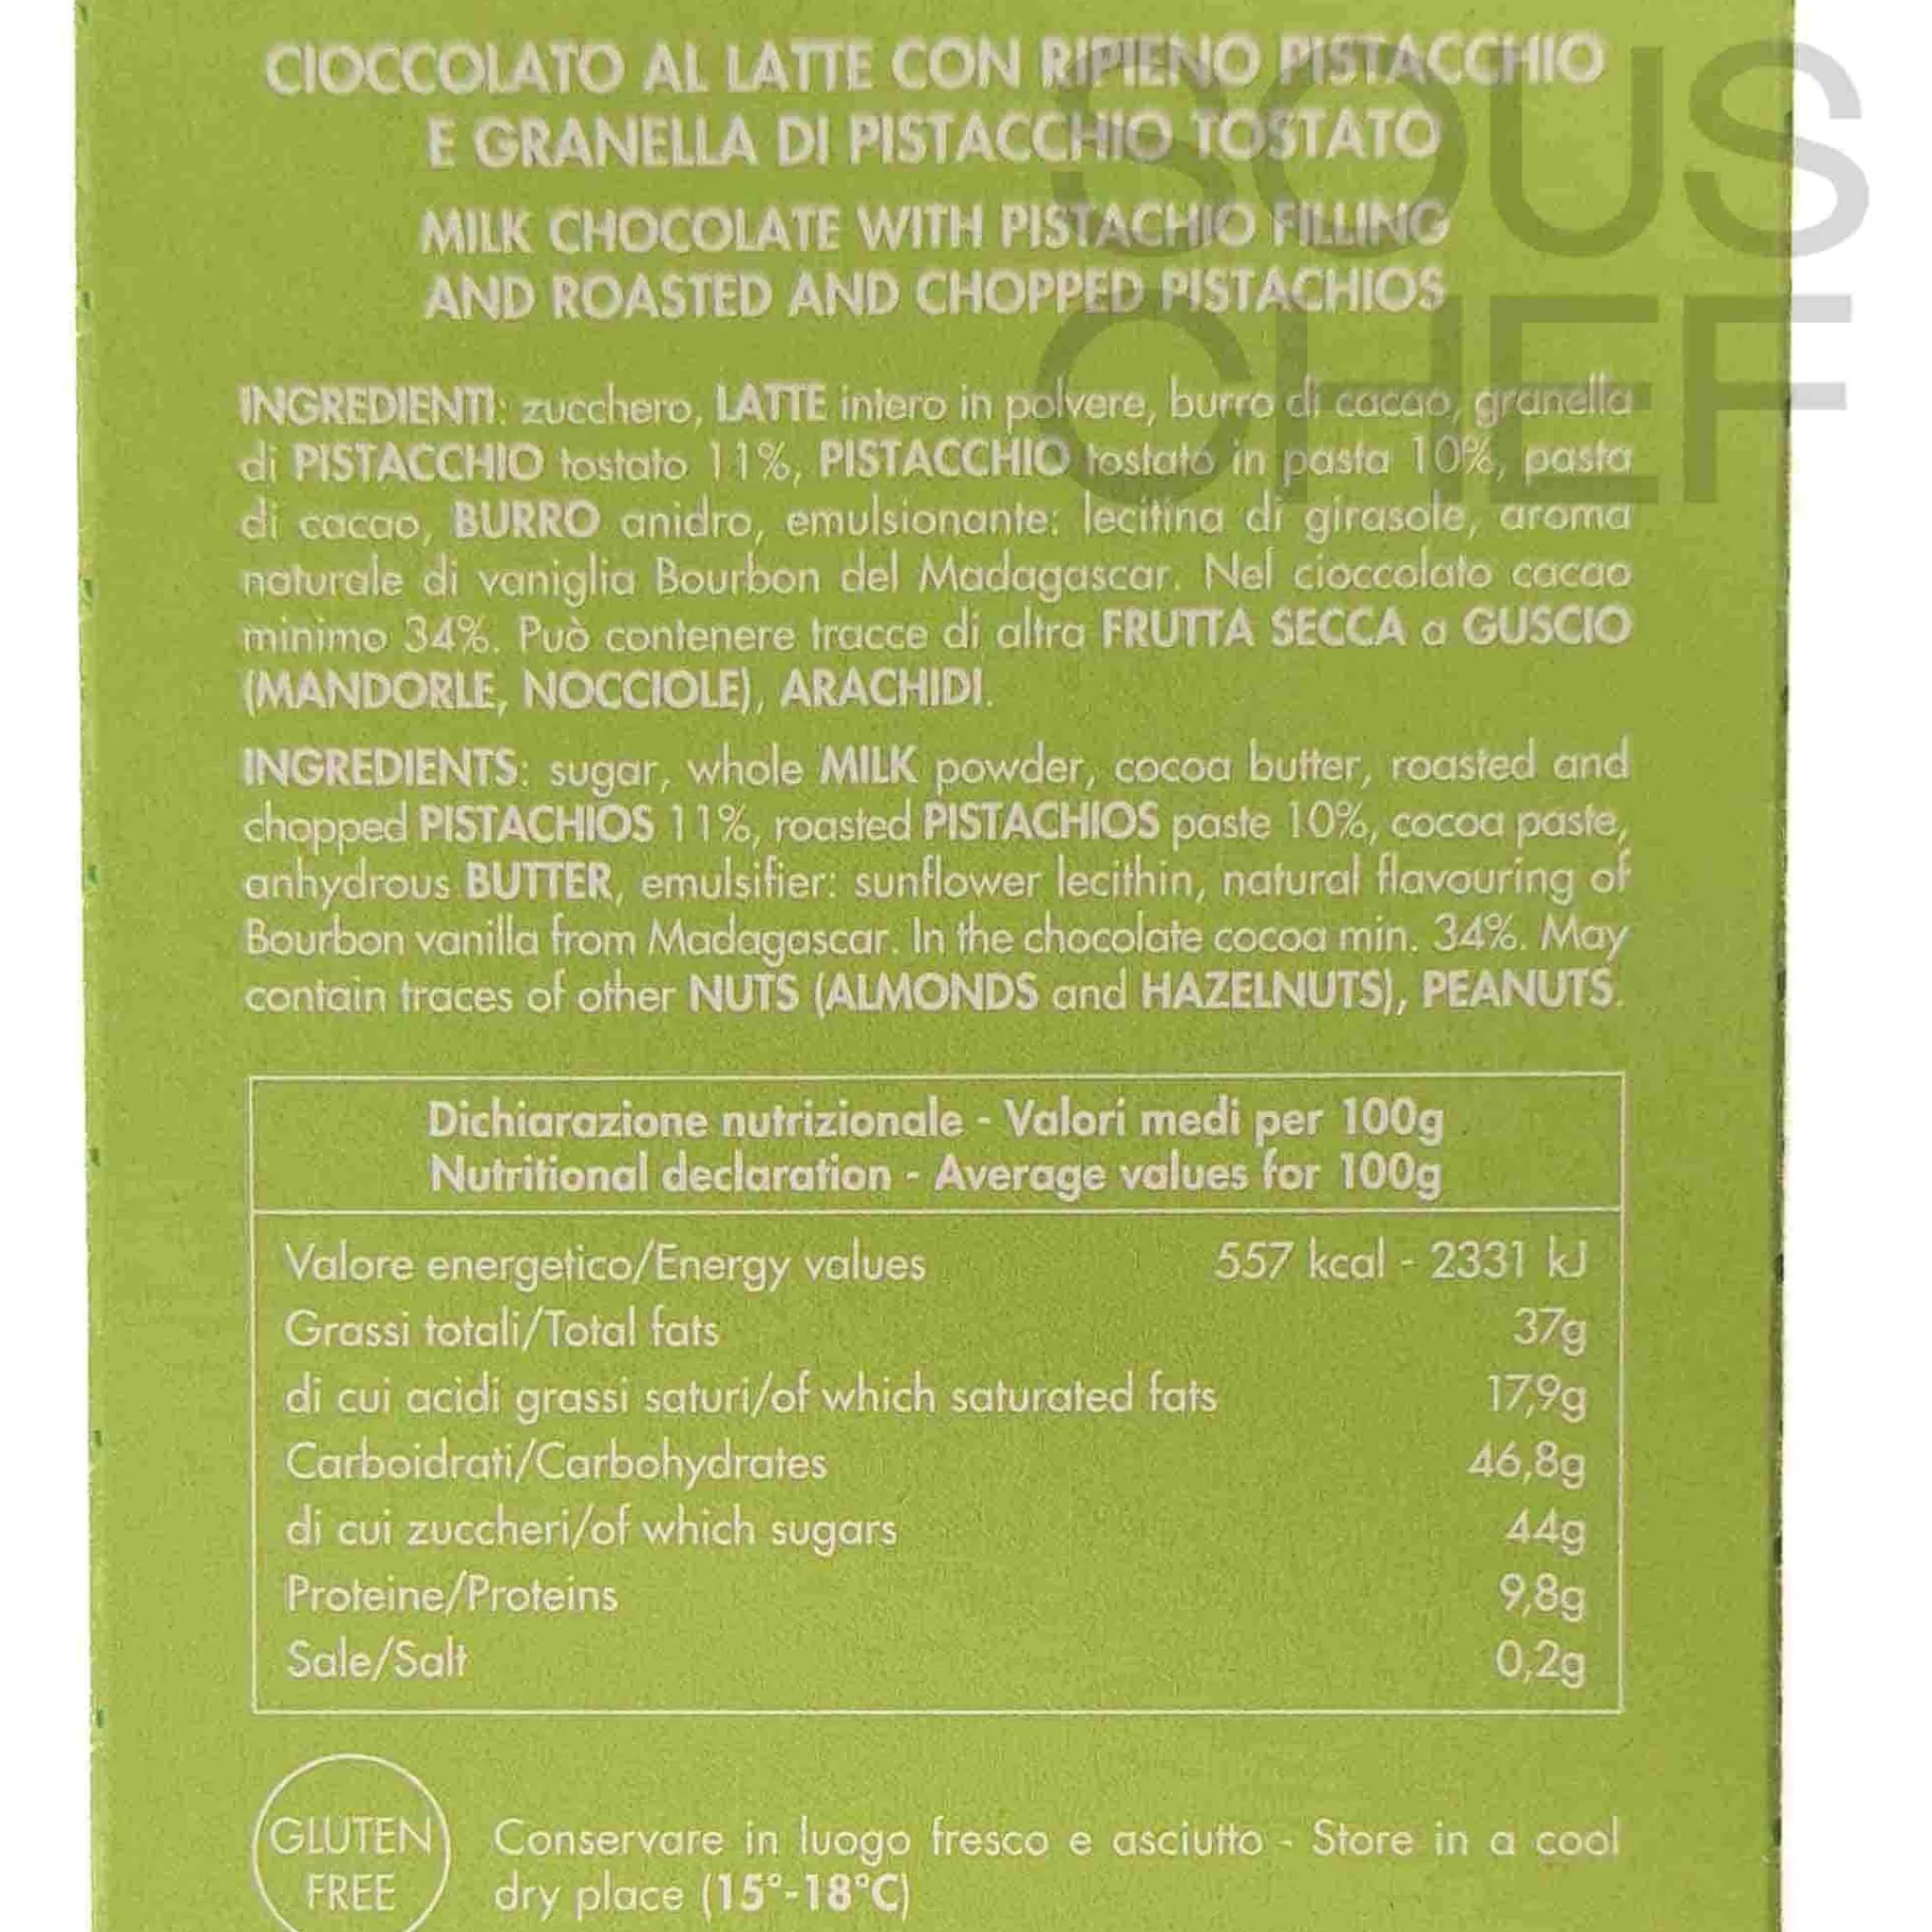 CIOCCOLATO AL LATTE CON RIPIENO PISTACCHIO
E GRANELLA DI PISTACCHIO TOSTATO
MILK CHOCOLATE WITH PISTACHIO FILLING
AND ROASTED AND CHOPPED PISTACHIOS
SOUS
CHEF
INGREDIENTI: zucchero, LATTE intero in polvere, burro di cacao, granella
di PISTACCHIO tostato 11%, PISTACCHIO tostato in pasta 10%, pasta
di cacao, BURRO anidro, emulsionante: lecitina di girasole, aroma
naturale di vaniglia Bourbon del Madagascar. Nel cioccolato cacao
minimo 34%. Può contenere tracce di altra FRUTTA SECCA a GUSCIO
(MANDORLE, NOCCIOLE), ARACHIDI.
INGREDIENTS: sugar, whole MILK powder, cocoa butter, roasted and
chopped PISTACHIOS 11%, roasted PISTACHIOS paste 10%, cocoa paste,
anhydrous BUTTER, emulsifier: sunflower lecithin, natural flavouring of
Bourbon vanilla from Madagascar. In the chocolate cocoa min. 34%. May
contain traces of other NUTS (ALMONDS and HAZELNUTS), PEANUTS.
Dichiarazione nutrizionale - Valori medi per 100g
Nutritional declaration - Average values for 100g
Valore energetico/Energy values 557 kcal - 2331 kJ
Grassi totali/Total fats 37g
di cui acidi grassi saturi/of which saturated fats 17,9g
Carboidrati/Carbohydrates 46,8g
di cui zuccheri/of which sugars 44g
Proteine/Proteins 9,8g
Sale/Salt 0,2g
GLUTEN
FREE
Conservare in luogo fresco e asciutto - Store in a cool
dry place (15°-18°C)